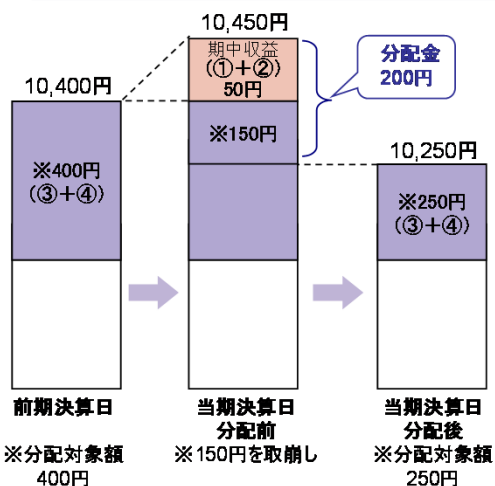 10,400円
※400円
(③+④)
前期決算日
※分配対象額
400円
10,450円
期中収益
(①+②)
50円
※150円
分配金
200円
当期決算日
分配前
※150円を取崩し
10,250円
※250円
(③+④)
当期決算日
分配後
※分配対象額
250円